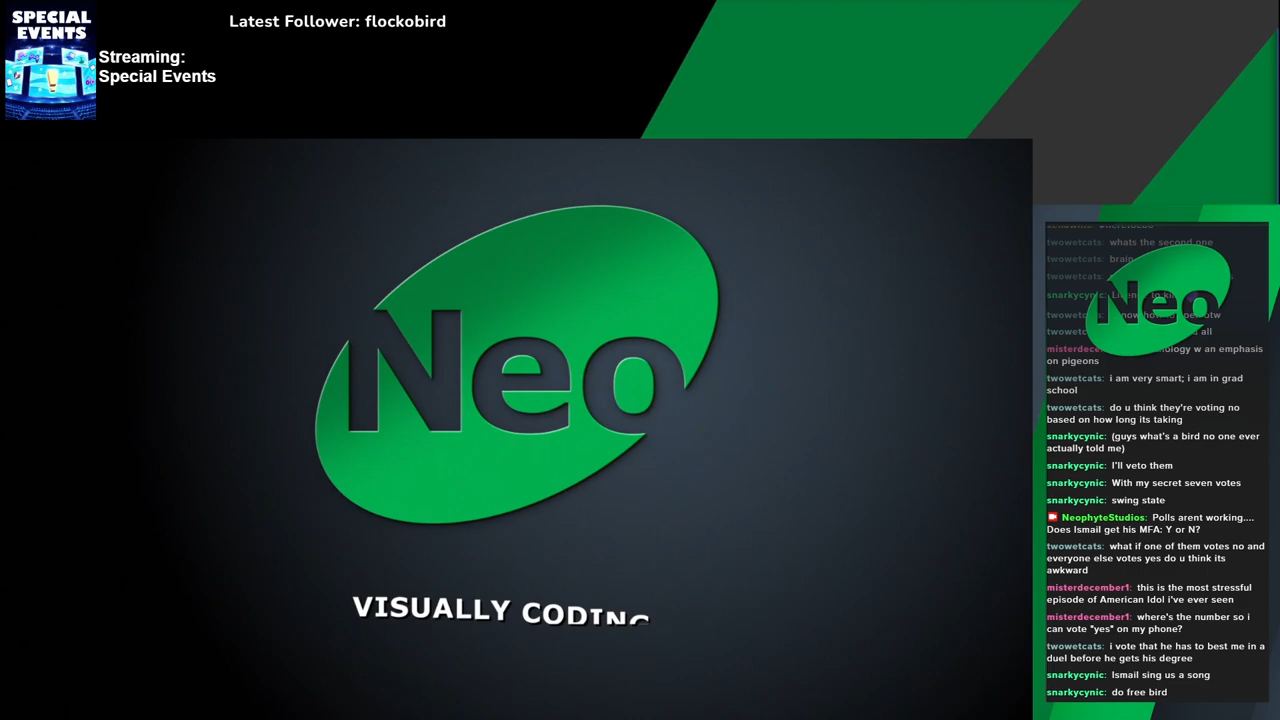 SPECIAL
EVENTS
Latest Follower: flockobird
Streaming:
Special Events
Neo
VISUALLY CODING
twowetcats: whats the second one
twowetcats: brain
Neo
on pigeons
twowetcats: i am very smart; i am in grad
school
twowetcats: do u think they're voting no
based on how long its taking
snarkycynic: (guys what's a bird no one ever
actually told me)
snarkycynic: I'll veto them
snarkycynic: With my secret seven votes
snarkycynic: swing state
NeophyteStudios: Polls arent working....
Does Ismail get his MFA: Y or N?
twowetcats: what if one of them votes no and
everyone else votes yes do u think its
awkward
misterdecember1: this is the most stressful
episode of American Idol i've ever seen
misterdecember1: where's the number so i
can vote "yes" on my phone?
twowetcats: i vote that he has to best me in a
duel before he gets his degree
snarkycynic: Ismail sing us a song
snarkycynic: do free bird